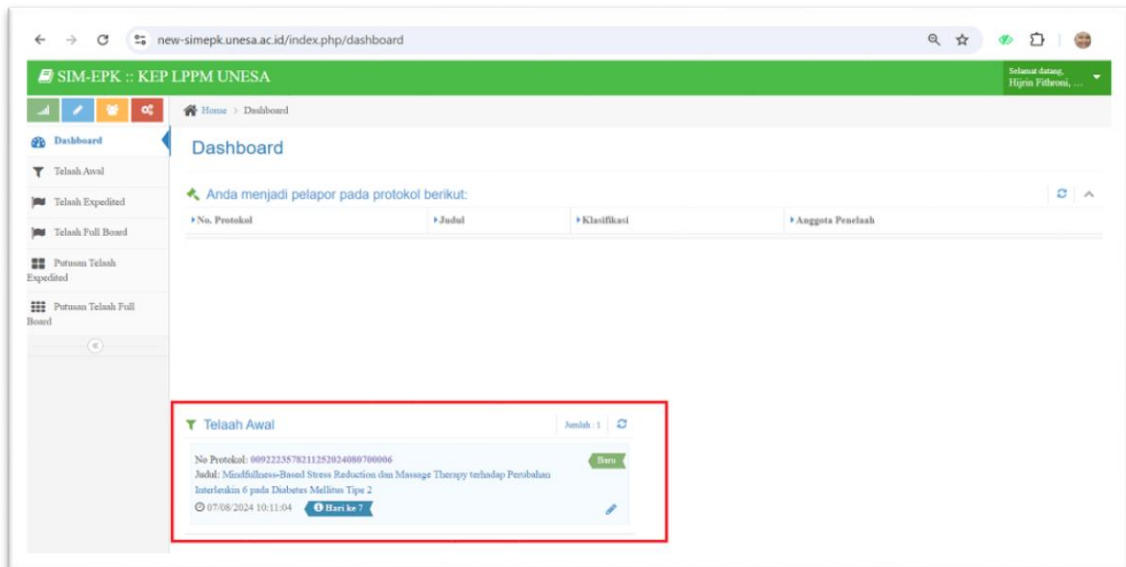 new-simepk.unesa.ac.id/index.php/dashboard
SIM-EPK :: KEP LPPM UNESA
Selamat datang,
Hijrin Fithroni, ...
Home > Dashboard
Dashboard
Telaah Awal
Telaah Expedited
Telaah Full Board
Putusan Telaah
Expedited
Putusan Telaah Full
Board
Dashboard
Anda menjadi pelapor pada protokol berikut:
No. Protokol Judul Klasifikasi Anggota Penelaah
Telaah Awal Jumlah : 1
No Protokol: 0092223578211252024080700006 Baru
Judul: Mindfullness-Based Stress Reduction dan Massage Therapy terhadap Perubahan
Interleukin 6 pada Diabetes Mellitus Tipe 2
07/08/2024 10:11:04 Hari ke 7